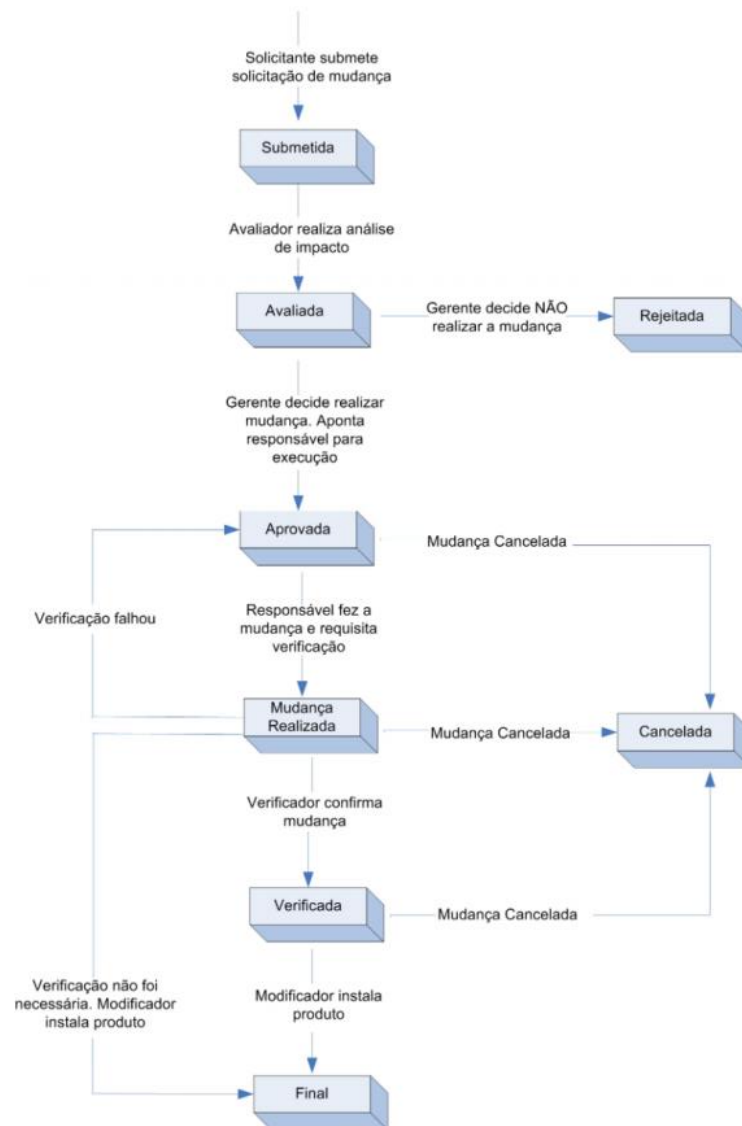 Solicitante submete
solicitação de mudança
Submetida
Avaliador realiza análise
de impacto
Avaliada
Gerente decide NÃO
realizar a mudança
Rejeitada
Gerente decide realizar
mudança. Aponta
responsável para
execução
Aprovada
Mudança Cancelada
Verificação falhou
Responsável fez a
mudança e requisita
verificação
Mudança
Realizada
Mudança Cancelada
Cancelada
Verificador confirma
mudança
Verificada
Mudança Cancelada
Verificação não foi
necessária. Modificador
instala produto
Modificador instala
produto
Final